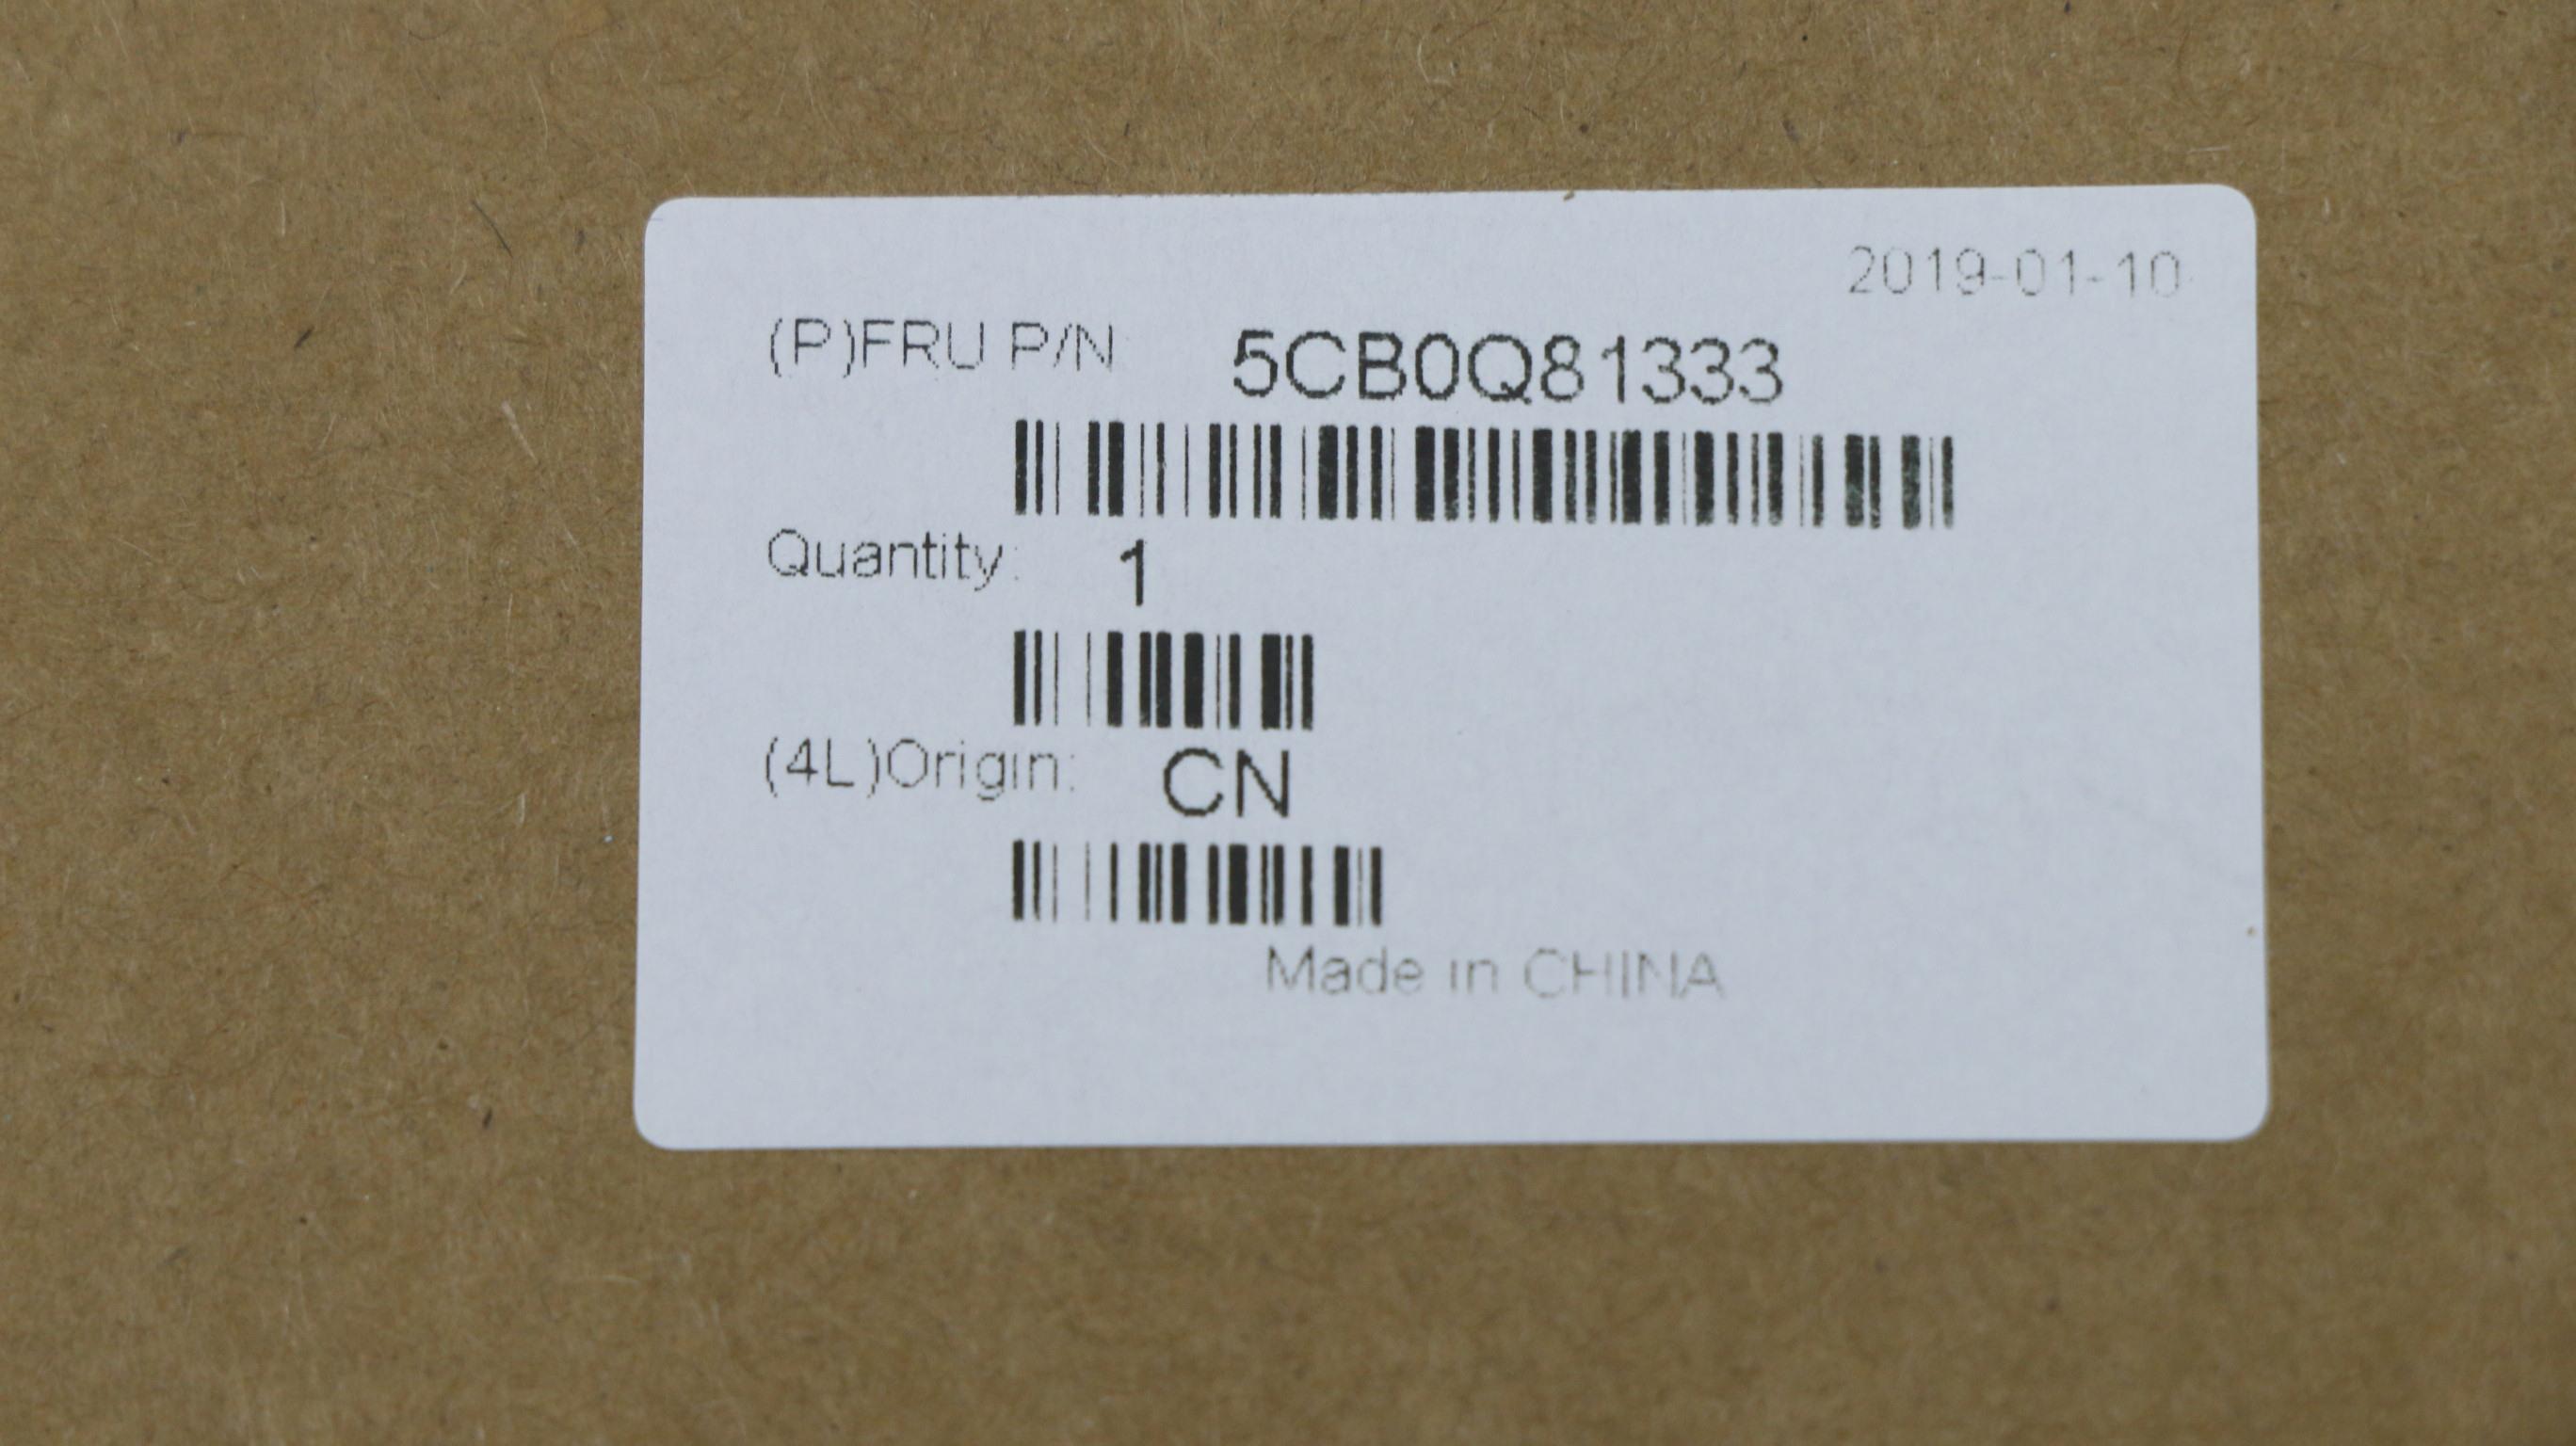 2019-01-10
(P)FRU P/N 5CB0Q81333
Quantity: 1
(4L)Origin: CN
Made in CHINA